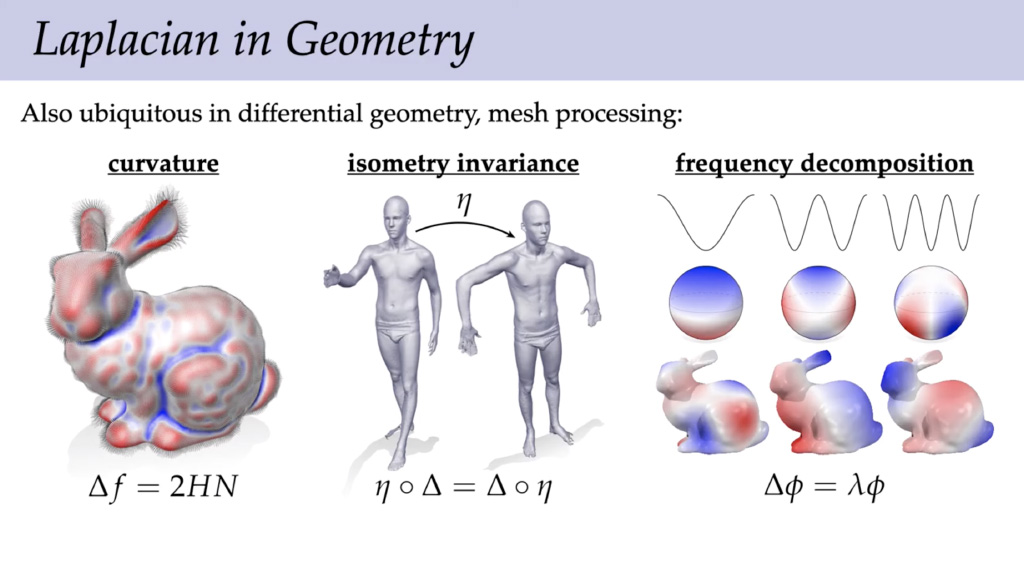 Laplacian in Geometry
Also ubiquitous in differential geometry, mesh processing:
curvature
isometry invariance
frequency decomposition
η
Δf = 2HN
η ∘ Δ = Δ ∘ η
Δϕ = λϕ